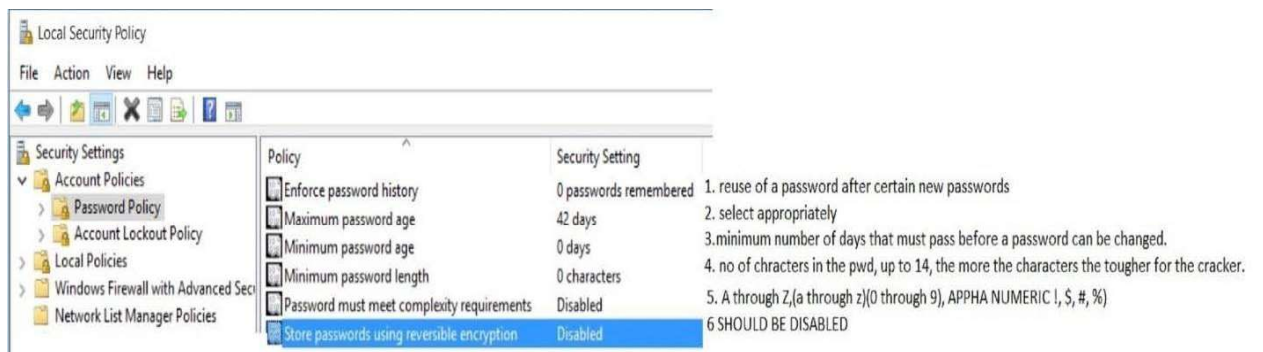 Local Security Policy
File Action View Help
Security Settings
Account Policies
Password Policy
Account Lockout Policy
Local Policies
Windows Firewall with Advanced Secu
Network List Manager Policies
Policy Security Setting
Enforce password history 0 passwords remembered
Maximum password age 42 days
Minimum password age 0 days
Minimum password length 0 characters
Password must meet complexity requirements Disabled
Store passwords using reversible encryption Disabled
1. reuse of a password after certain new passwords
2. select appropriately
3.minimum number of days that must pass before a password can be changed.
4. no of chracters in the pwd, up to 14, the more the characters the tougher for the cracker.
5. A through Z,(a through z)(0 through 9), APPHA NUMERIC !, $, #, %)
6 SHOULD BE DISABLED